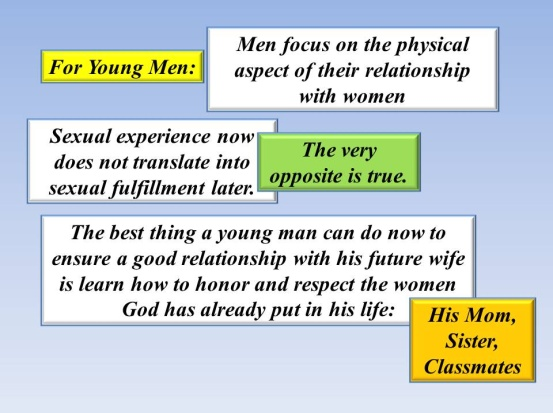 For Young Men:
Men focus on the physical
aspect of their relationship
with women
Sexual experience now
does not translate into
sexual fulfillment later.
The very
opposite is true.
The best thing a young man can do now to
ensure a good relationship with his future wife
is learn how to honor and respect the women
God has already put in his life:
His Mom,
Sister,
Classmates